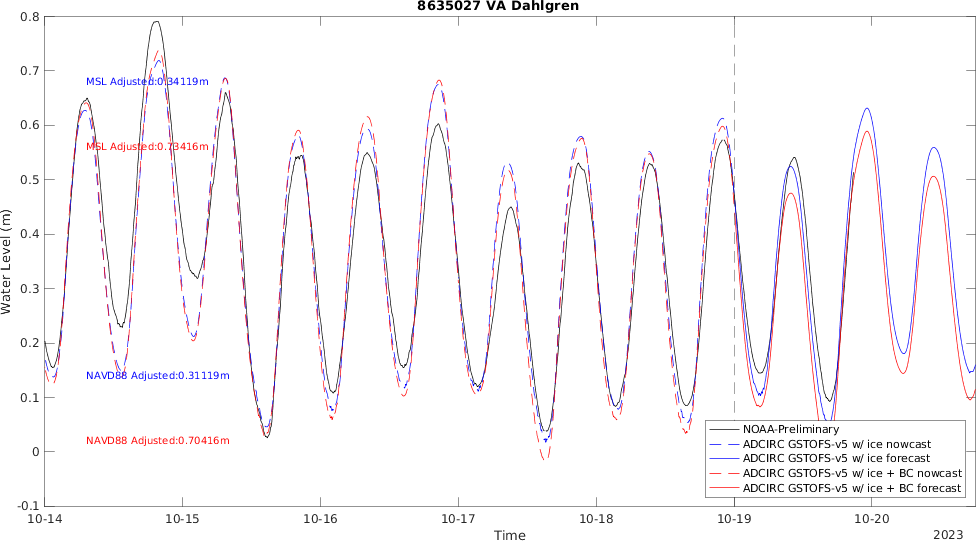 8635027 VA Dahlgren
0.8
0.7
0.6
0.5
0.4
0.3
0.2
0.1
0
-0.1
Water Level (m)
MSL Adjusted:0.34119m
MSL Adjusted:0.73416m
NAVD88 Adjusted:0.31119m
NAVD88 Adjusted:0.70416m
NOAA-Preliminary
ADCIRC GSTOFS-v5 w/ ice nowcast
ADCIRC GSTOFS-v5 w/ ice forecast
ADCIRC GSTOFS-v5 w/ ice + BC nowcast
ADCIRC GSTOFS-v5 w/ ice + BC forecast
10-14 10-15 10-16 10-17 10-18 10-19 10-20
Time
2023